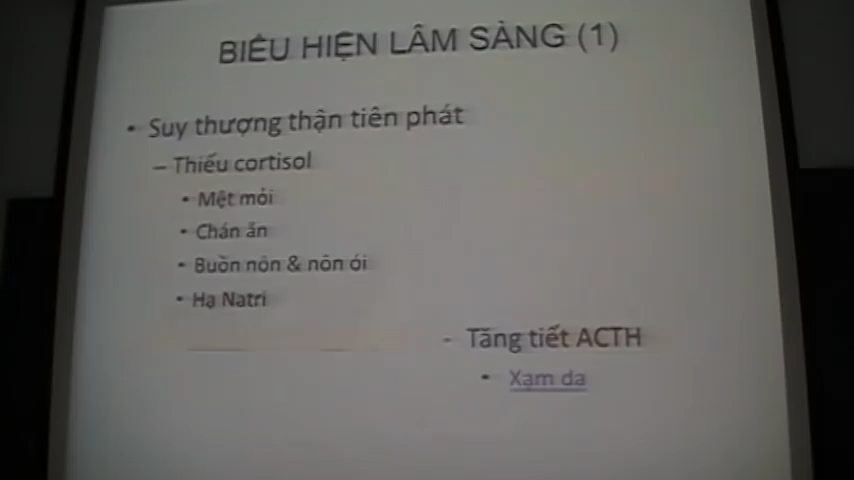 BIỂU HIỆN LÂM SÀNG (1)
• Suy thượng thận tiên phát
– Thiếu cortisol
• Mệt mỏi
• Chán ăn
• Buồn nôn & nôn ói
• Hạ Natri
- Tăng tiết ACTH
• Xạm da